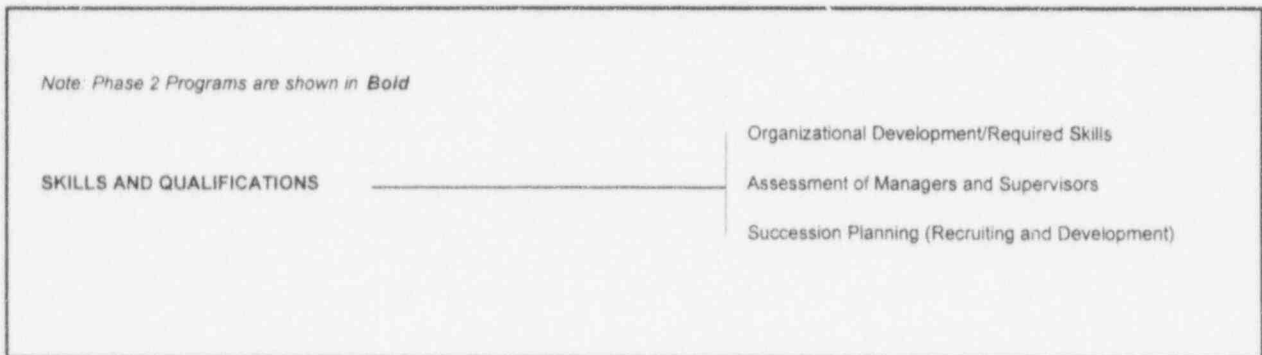 Note: Phase 2 Programs are shown in Bold
Organizational Development/Required Skills
SKILLS AND QUALIFICATIONS
Assessment of Managers and Supervisors
Succession Planning (Recruiting and Development)